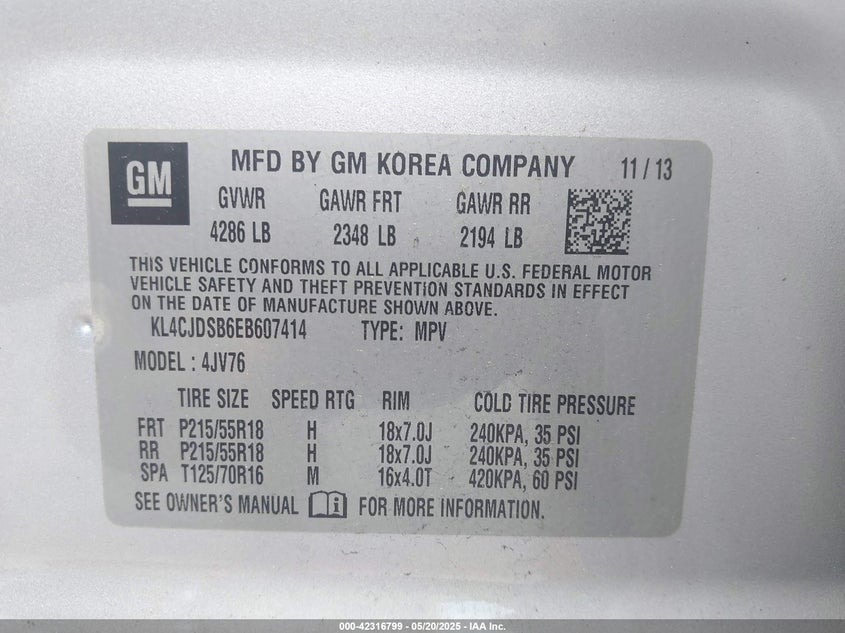 GM
MFD BY GM KOREA COMPANY 11 / 13
GVWR GAWR FRT GAWR RR
4286 LB 2348 LB 2194 LB
THIS VEHICLE CONFORMS TO ALL APPLICABLE U.S. FEDERAL MOTOR
VEHICLE SAFETY AND THEFT PREVENTION STANDARDS IN EFFECT
ON THE DATE OF MANUFACTURE SHOWN ABOVE.
KL4CJDSB6EB607414 TYPE: MPV
MODEL : 4JV76
TIRE SIZE SPEED RTG RIM COLD TIRE PRESSURE
FRT P215/55R18 H 18x7.0J 240KPA, 35 PSI
RR P215/55R18 H 18x7.0J 240KPA, 35 PSI
SPA T125/70R16 M 16x4.0T 420KPA, 60 PSI
SEE OWNER'S MANUAL i FOR MORE INFORMATION.
000-42316799 - 05/20/2025 - IAA Inc.